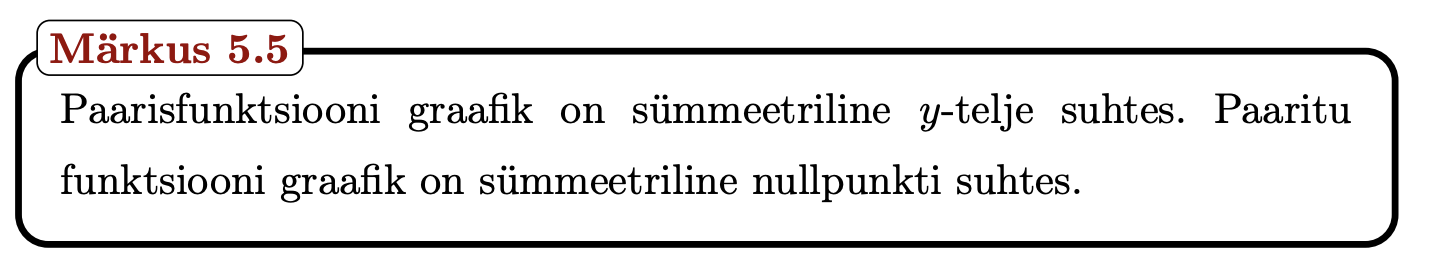 Märkus 5.5
Paarisfunktsiooni graafik on sümmeetriline y-telje suhtes. Paaritu
funktsiooni graafik on sümmeetriline nullpunkti suhtes.